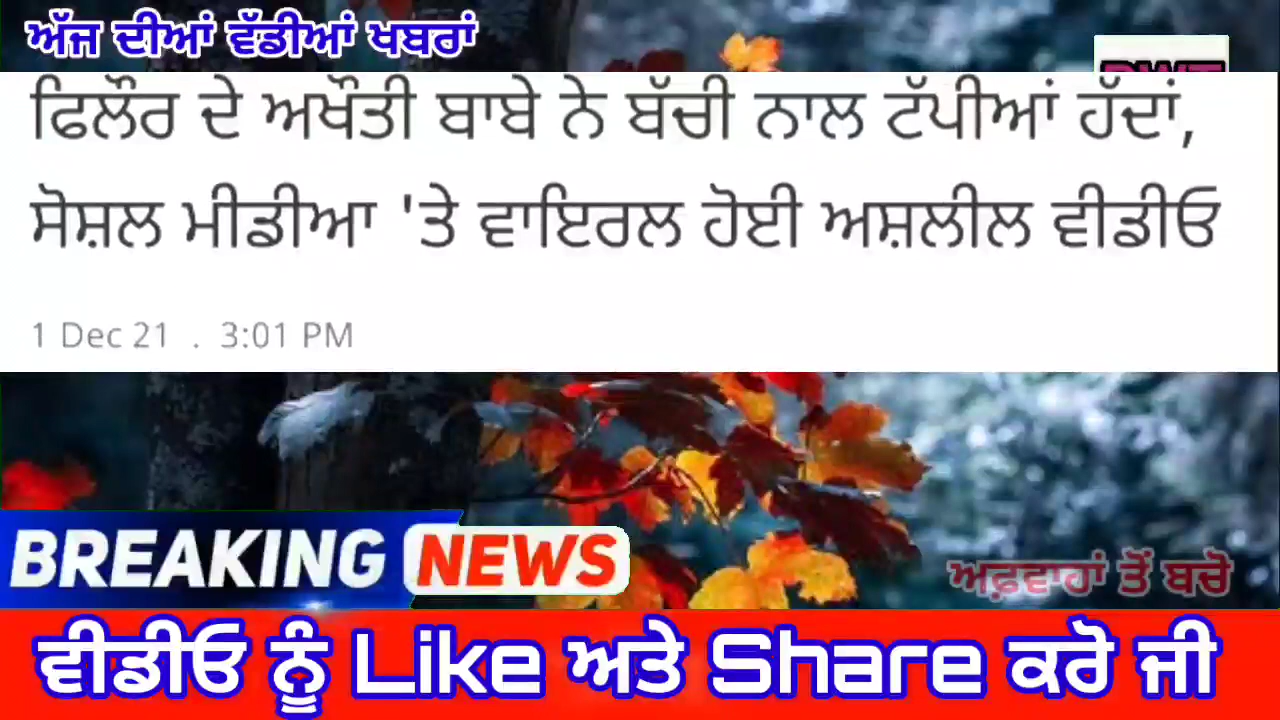 ਅੱਜ ਦੀਆਂ ਵੱਡੀਆਂ ਖਬਰਾਂ
ਫਿਲੌਰ ਦੇ ਅਖੌਤੀ ਬਾਬੇ ਨੇ ਬੱਚੀ ਨਾਲ ਟੱਪੀਆਂ ਹੱਦਾਂ,
ਸੋਸ਼ਲ ਮੀਡੀਆ 'ਤੇ ਵਾਇਰਲ ਹੋਈ ਅਸ਼ਲੀਲ ਵੀਡੀਓ
1 Dec 21 . 3:01 PM
BREAKING NEWS
ਅਫ਼ਵਾਹਾਂ ਤੋਂ ਬਚੋ
ਵੀਡੀਓ ਨੂੰ Like ਅਤੇ Share ਕਰੋ ਜੀ